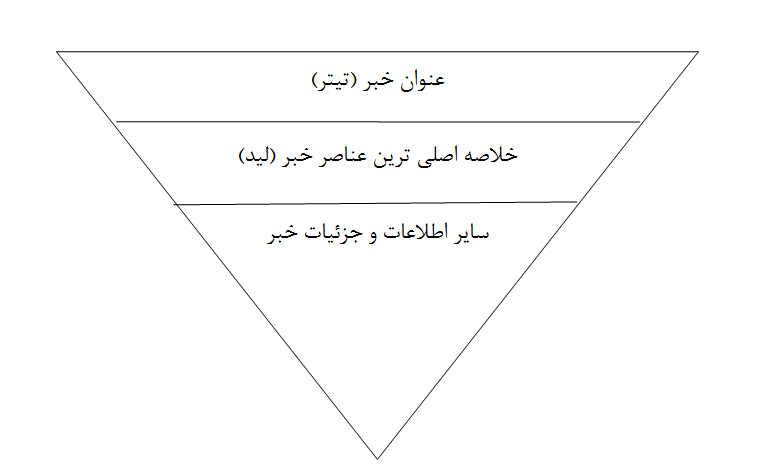 عنوان خبر (تیتر)
خلاصه اصلی ترین عناصر خبر (لید)
سایر اطلاعات و جزئیات خبر